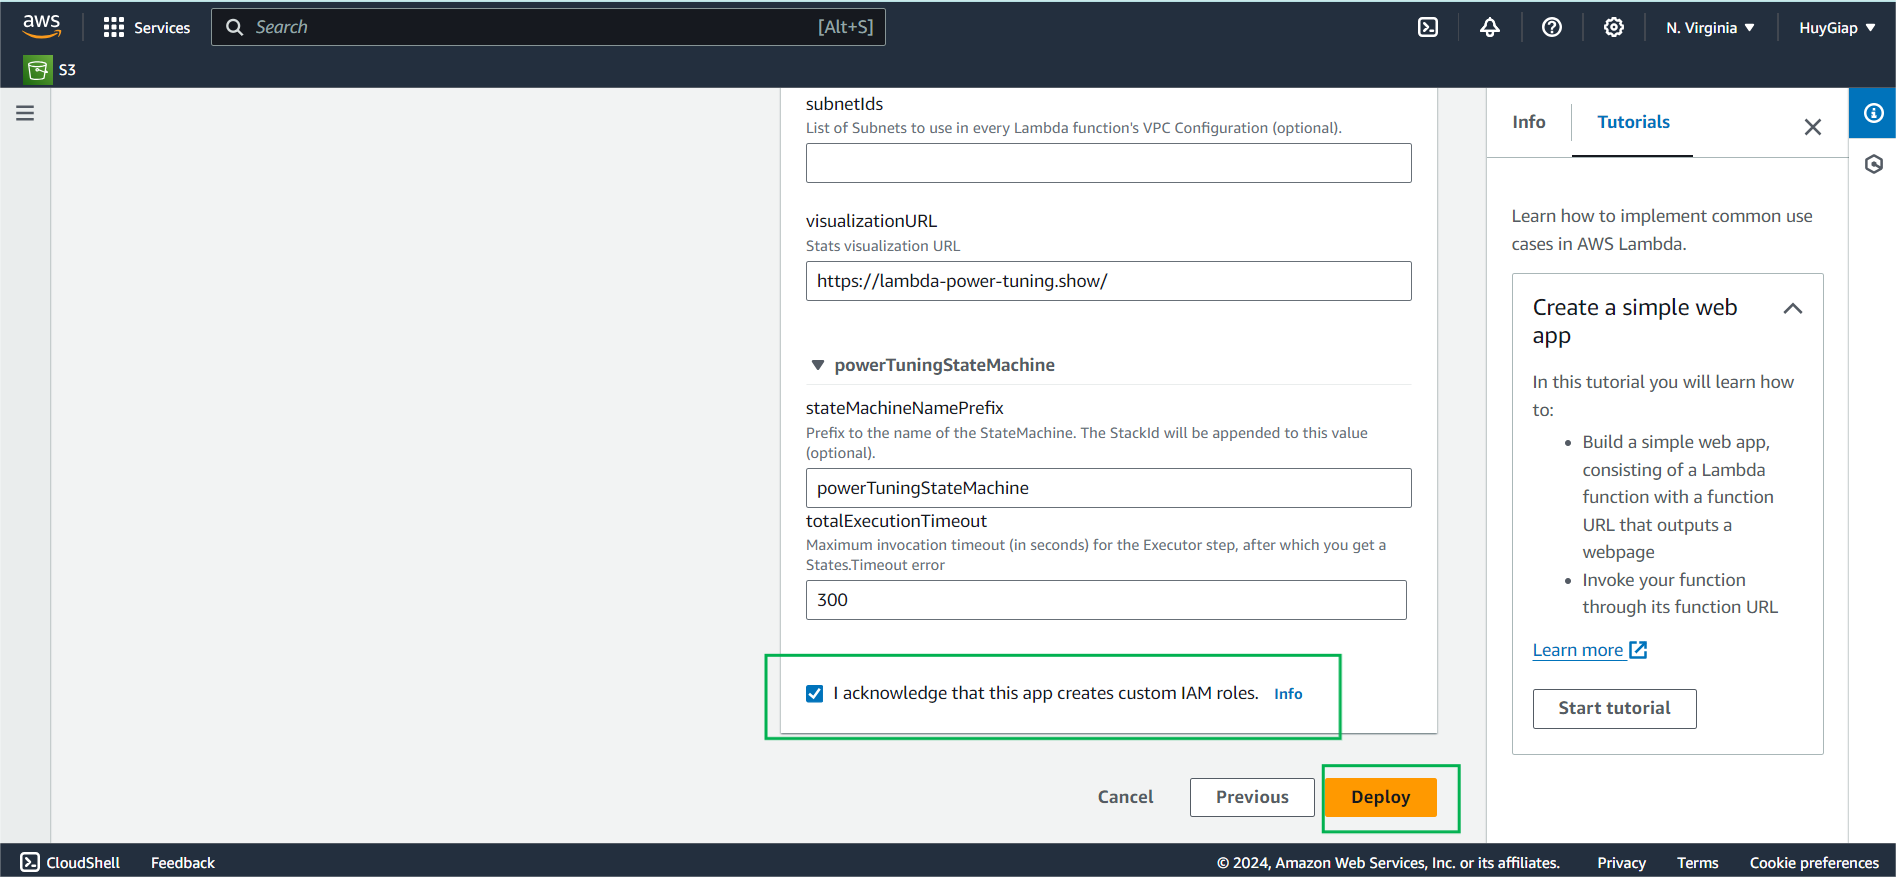 aws
Services
Search
[Alt+S]
N. Virginia
HuyGiap
S3
subnetIds
List of Subnets to use in every Lambda function's VPC Configuration (optional).
visualizationURL
Stats visualization URL
https://lambda-power-tuning.show/
powerTuningStateMachine
stateMachineNamePrefix
Prefix to the name of the StateMachine. The StackId will be appended to this value
(optional).
powerTuningStateMachine
totalExecutionTimeout
Maximum invocation timeout (in seconds) for the Executor step, after which you get a
States.Timeout error
300
I acknowledge that this app creates custom IAM roles. Info
Cancel
Previous
Deploy
Info
Tutorials
Learn how to implement common use
cases in AWS Lambda.
Create a simple web
app
In this tutorial you will learn how
to:
• Build a simple web app,
consisting of a Lambda
function with a function
URL that outputs a
webpage
• Invoke your function
through its function URL
Learn more
Start tutorial
CloudShell
Feedback
© 2024, Amazon Web Services, Inc. or its affiliates.
Privacy
Terms
Cookie preferences